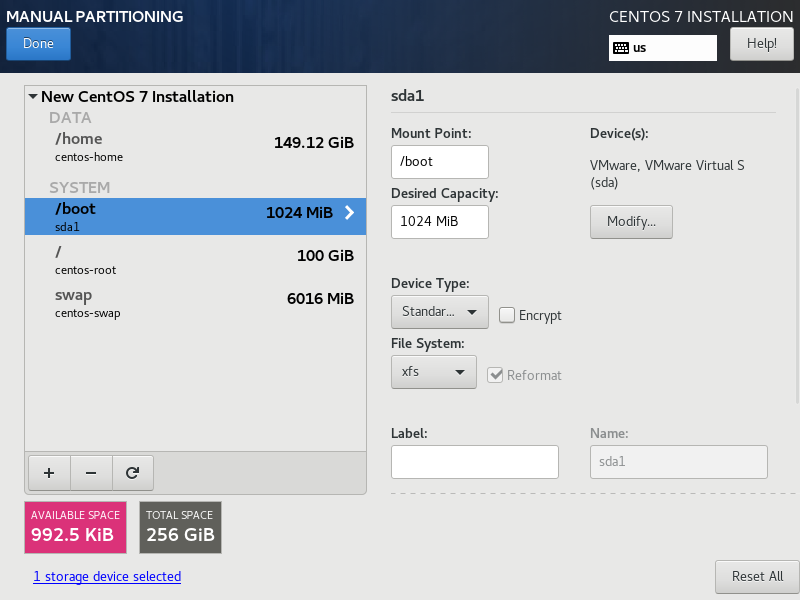 MANUAL PARTITIONING
CENTOS 7 INSTALLATION
Done
us
Help!
New CentOS 7 Installation
DATA
/home
149.12 GiB
centos-home
SYSTEM
/boot
1024 MiB
sda1
/
100 GiB
centos-root
swap
6016 MiB
centos-swap
+ −
AVAILABLE SPACE
992.5 KiB
TOTAL SPACE
256 GiB
1 storage device selected
sda1
Mount Point:
/boot
Desired Capacity:
1024 MiB
Device(s):
VMware, VMware Virtual S
(sda)
Modify...
Device Type:
Standar...
Encrypt
File System:
xfs
Reformat
Label:
Name:
sda1
Reset All